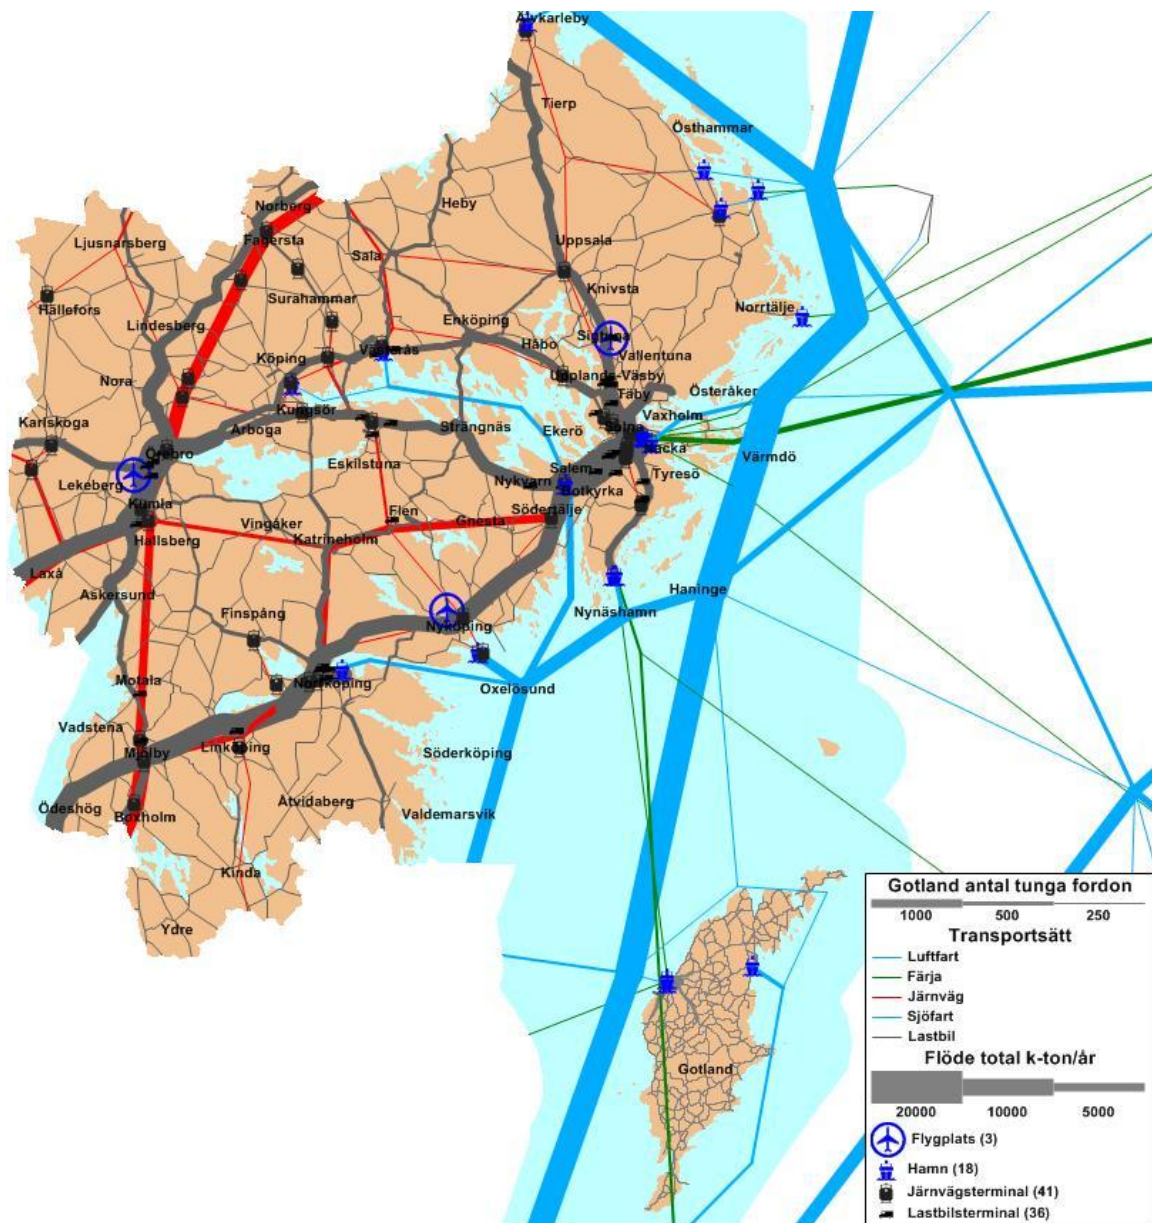 Älvkarleby
Tierp
Östhammar
Norberg
Heby
Ljusnarsberg
Fagersta
Uppsala
Sala
Knivsta
Surahammar
Hällefors
Norrtälje
Lindesberg
Enköping
Sigtuna
Håbo
Västerås
Vallentuna
Köping
Upplands-Väsby
Nora
Täby
Österåker
Kungsör
Vaxholm
Karlskoga
Arboga
Strängnäs
Ekerö
Solna
Örebro
Nacka
Värmdö
Eskilstuna
Salem
Tyresö
Lekeberg
Nykvarn
Botkyrka
Kumla
Södertälje
Flen
Gnesta
Vingåker
Hallsberg
Katrineholm
Laxå
Haninge
Askersund
Finspång
Nynäshamn
Nyköping
Motala
Norrköping
Oxelösund
Vadstena
Mjölby
Linköping
Söderköping
Ödeshög
Åtvidaberg
Boxholm
Valdemarsvik
Kinda
Ydre
Gotland
Gotland antal tunga fordon
1000 500 250
Transportsätt
Luftfart
Färja
Järnväg
Sjöfart
Lastbil
Flöde total k-ton/år
20000 10000 5000
Flygplats (3)
Hamn (18)
Järnvägsterminal (41)
Lastbilsterminal (36)